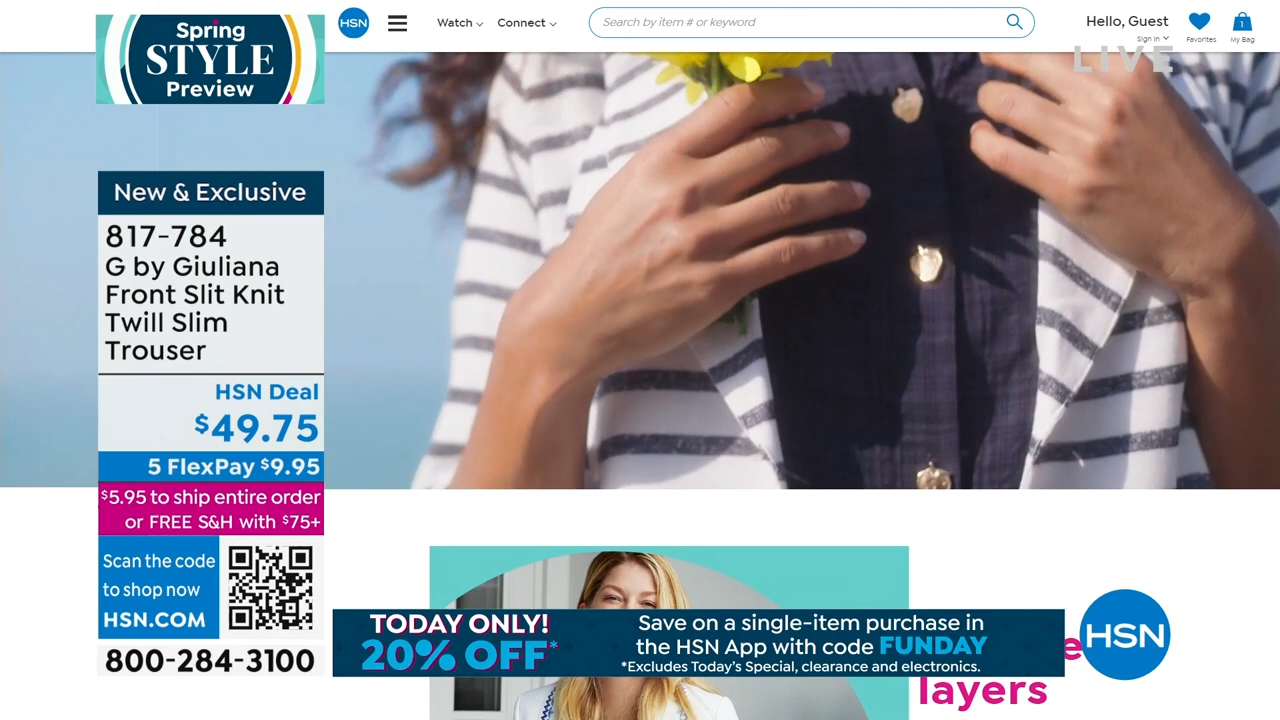 Spring
STYLE
Preview
HSN
Watch
Connect
Search by item # or keyword
Hello, Guest
Sign in
Favorites
1
My Bag
LIVE
New & Exclusive
817-784
G by Giuliana
Front Slit Knit
Twill Slim
Trouser
HSN Deal
$49.75
5 FlexPay $9.95
$5.95 to ship entire order
or FREE S&H with $75+
Scan the code
to shop now
HSN.COM
800-284-3100
TODAY ONLY!
20% OFF*
Save on a single-item purchase in
the HSN App with code FUNDAY
*Excludes Today's Special, clearance and electronics.
HSN
layers